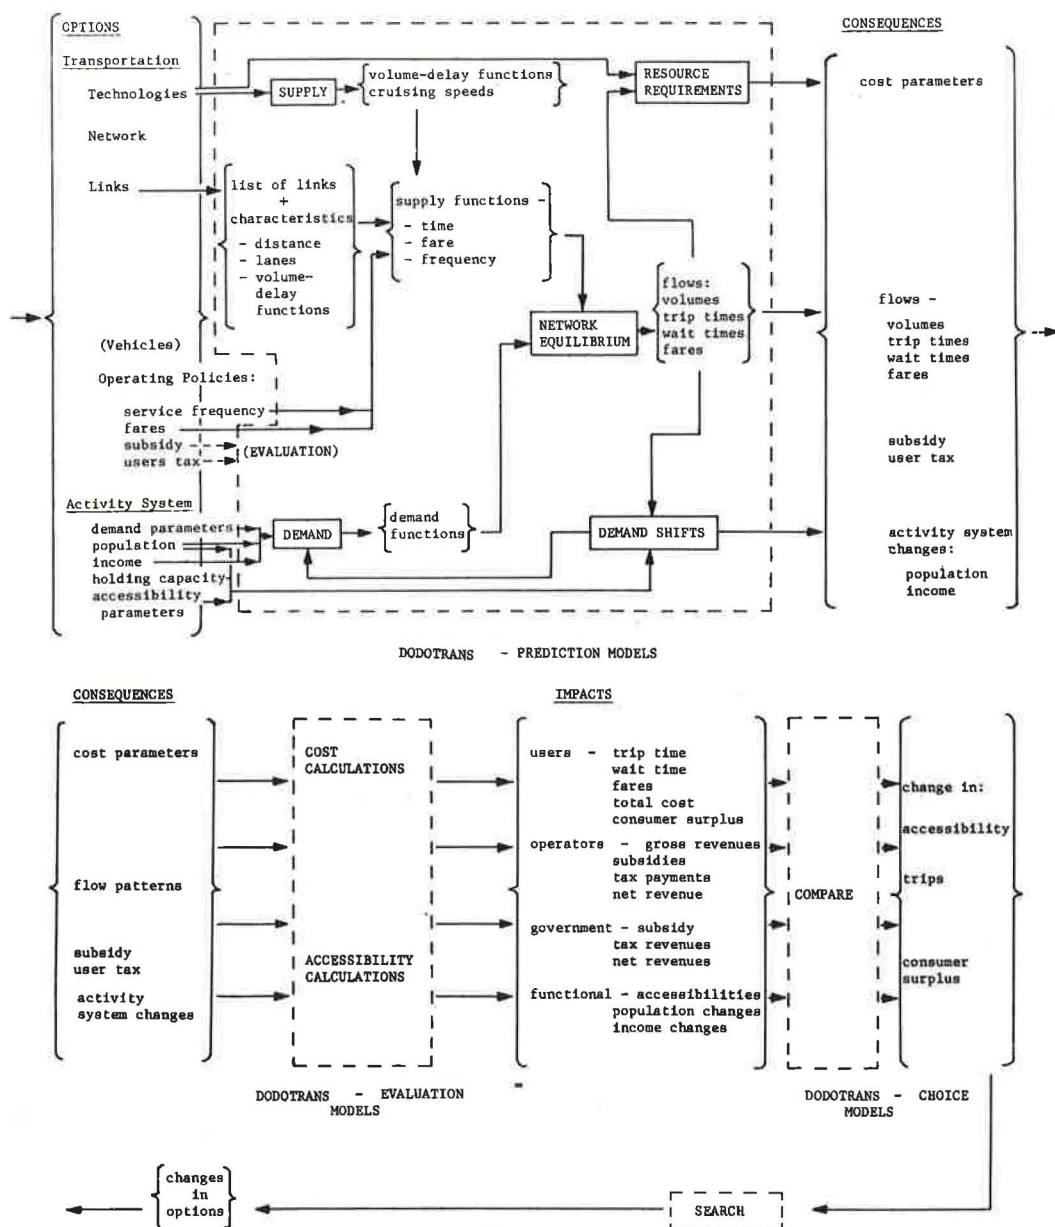 OPTIONS
CONSEQUENCES
Transportation
Technologies
SUPPLY
volume-delay functions
cruising speeds
RESOURCE
REQUIREMENTS
cost parameters
Network
Links
list of links
+
characteristics
- distance
- lanes
- volume-
delay
functions
supply functions -
- time
- fare
- frequency
flows:
volumes
trip times
wait times
fares
NETWORK
EQUILIBRIUM
flows -
volumes
trip times
wait times
fares
(Vehicles)
Operating Policies:
service frequency
fares
subsidy
users tax
(EVALUATION)
subsidy
user tax
Activity System
demand parameters
population
income
holding capacity
accessibility
parameters
DEMAND
demand
functions
DEMAND SHIFTS
activity system
changes:
population
income
DODOTRANS - PREDICTION MODELS
CONSEQUENCES
IMPACTS
cost parameters
flow patterns
subsidy
user tax
activity
system changes
COST
CALCULATIONS
ACCESSIBILITY
CALCULATIONS
users - trip time
wait time
fares
total cost
consumer surplus
operators - gross revenues
subsidies
tax payments
net revenue
government - subsidy
tax revenues
net revenues
functional - accessibilities
population changes
income changes
COMPARE
change in:
accessibility
trips
consumer
surplus
DODOTRANS - EVALUATION
MODELS
DODOTRANS - CHOICE
MODELS
changes
in
options
SEARCH